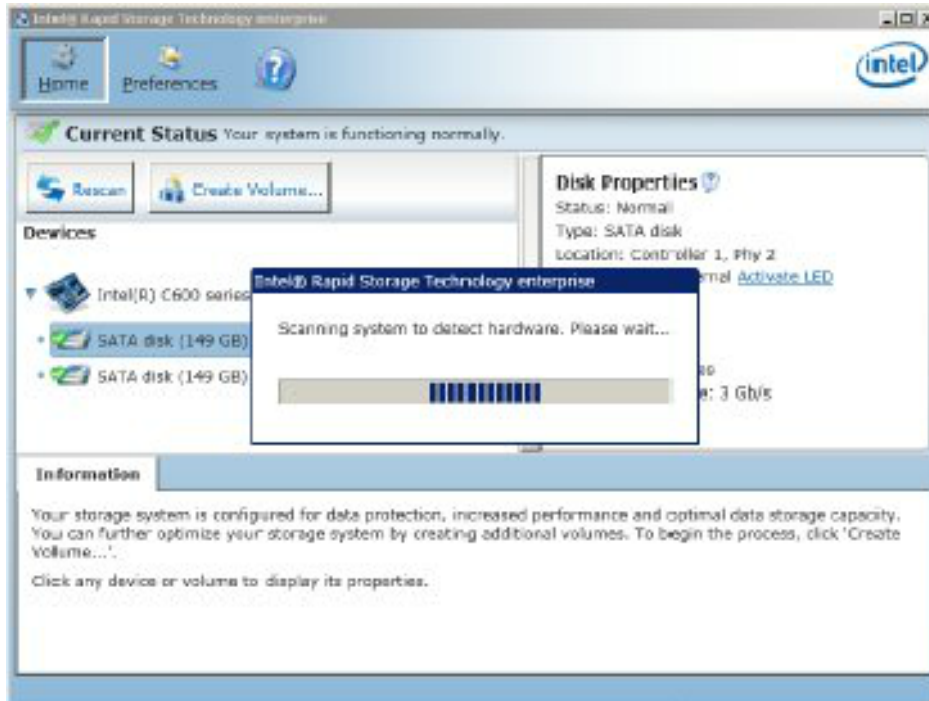 Intel® Rapid Storage Technology enterprise
Home
Preferences
intel
Current Status Your system is functioning normally.
Rescan
Create Volume...
Devices
Intel(R) C600 series
SATA disk (149 GB)
SATA disk (149 GB)
Disk Properties
Status: Normal
Type: SATA disk
Location: Controller 1, Phy 2
Activate LED
e: 3 Gb/s
Intel® Rapid Storage Technology enterprise
Scanning system to detect hardware. Please wait...
Information
Your storage system is configured for data protection, increased performance and optimal data storage capacity.
You can further optimize your storage system by creating additional volumes. To begin the process, click 'Create
Volume...'.
Click any device or volume to display its properties.